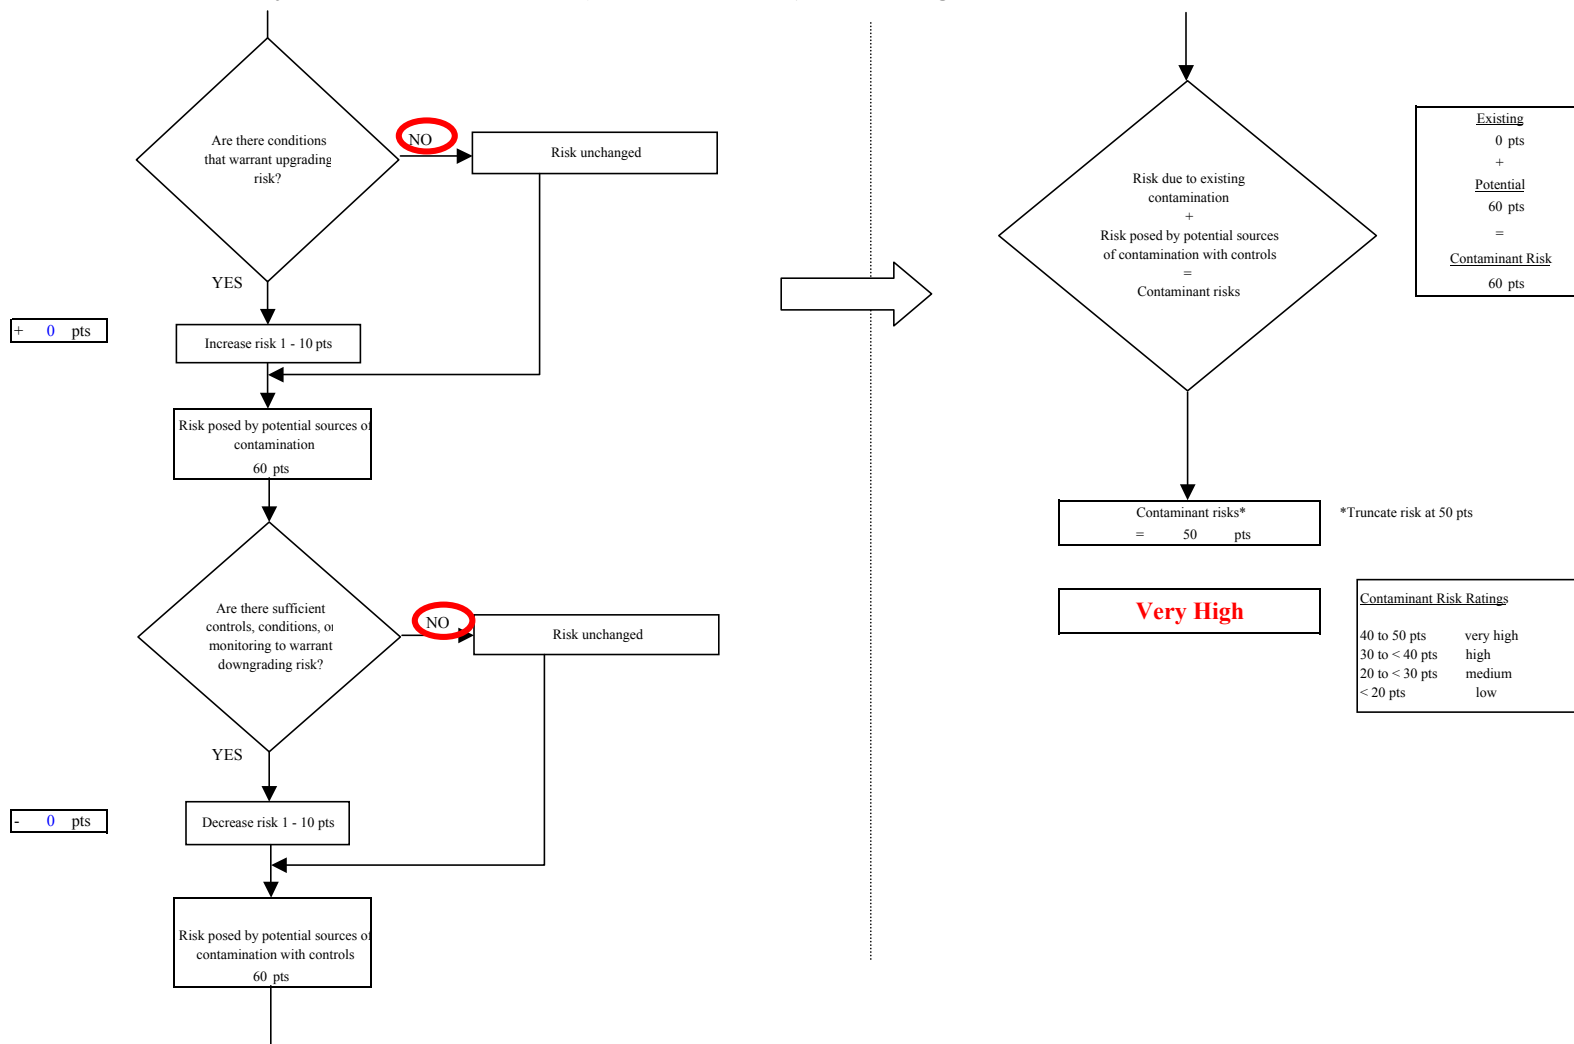 Are there conditions
that warrant upgrading
risk?
NO
Risk unchanged
YES
+ 0 pts
Increase risk 1 - 10 pts
Risk posed by potential sources of
contamination
60 pts
Are there sufficient
controls, conditions, or
monitoring to warrant
downgrading risk?
NO
Risk unchanged
YES
- 0 pts
Decrease risk 1 - 10 pts
Risk posed by potential sources of
contamination with controls
60 pts
Risk due to existing
contamination
+
Risk posed by potential sources
of contamination with controls
=
Contaminant risks
Existing
0 pts
+
Potential
60 pts
=
Contaminant Risk
60 pts
Contaminant risks*
= 50 pts
*Truncate risk at 50 pts
Very High
Contaminant Risk Ratings
40 to 50 pts very high
30 to < 40 pts high
20 to < 30 pts medium
< 20 pts low